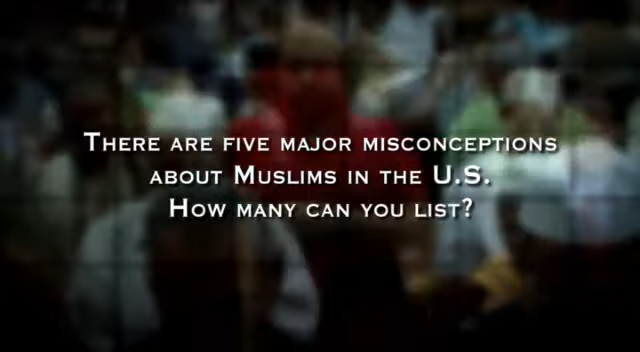 There are five major misconceptions
about Muslims in the U.S.
How many can you list?